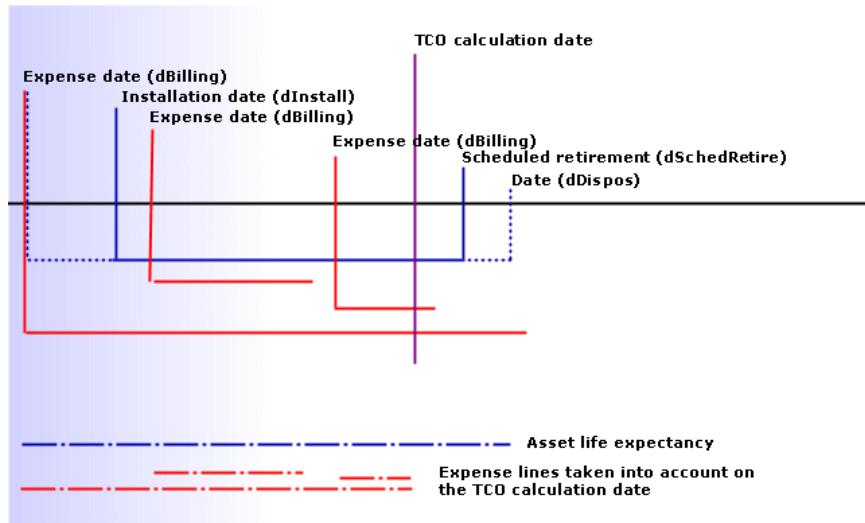 TCO calculation date
Expense date (dBilling)
Installation date (dInstall)
Expense date (dBilling)
Expense date (dBilling)
Scheduled retirement (dSchedRetire)
Date (dDispos)
Asset life expectancy
Expense lines taken into account on
the TCO calculation date